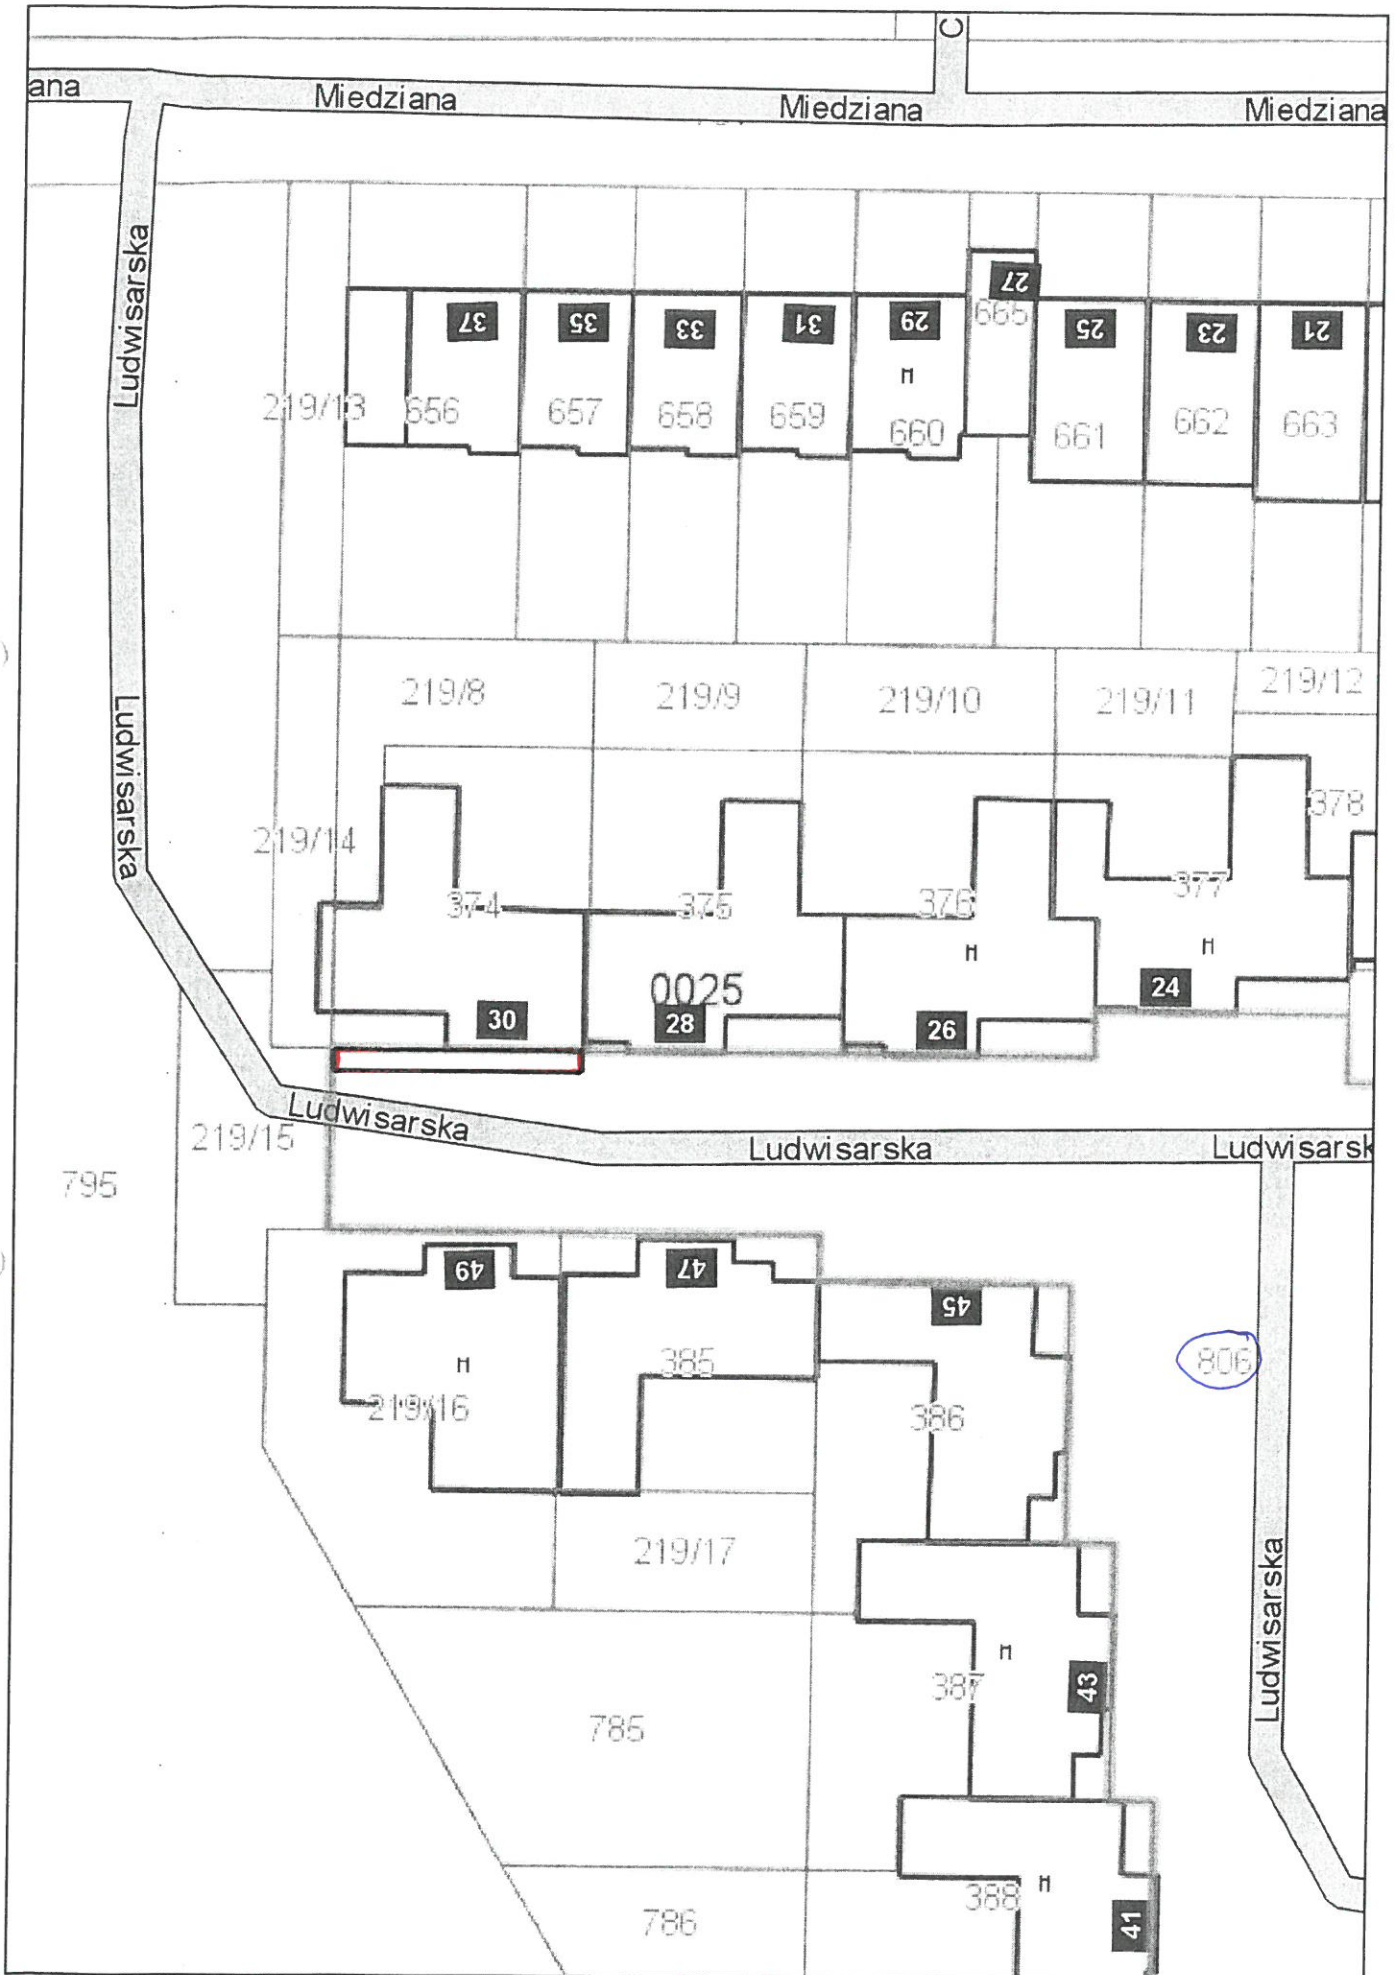 C
ana Miedziana Miedziana Miedziana
Ludwisarska
27
37 35 33 31 29 25 23 21
665
H
219/13 656 657 658 659 660 661 662 663
219/8 219/9 219/10 219/11 219/12
Ludwisarska
219/14 378
374 375 376 377
H H
0025
30 28 26 24
Ludwisarska
219/15 Ludwisarska Ludwisarsk
795
49 47 45
H 385 806
219/16 386
219/17
Ludwisarska
H
387 43
785
388 H
786 41